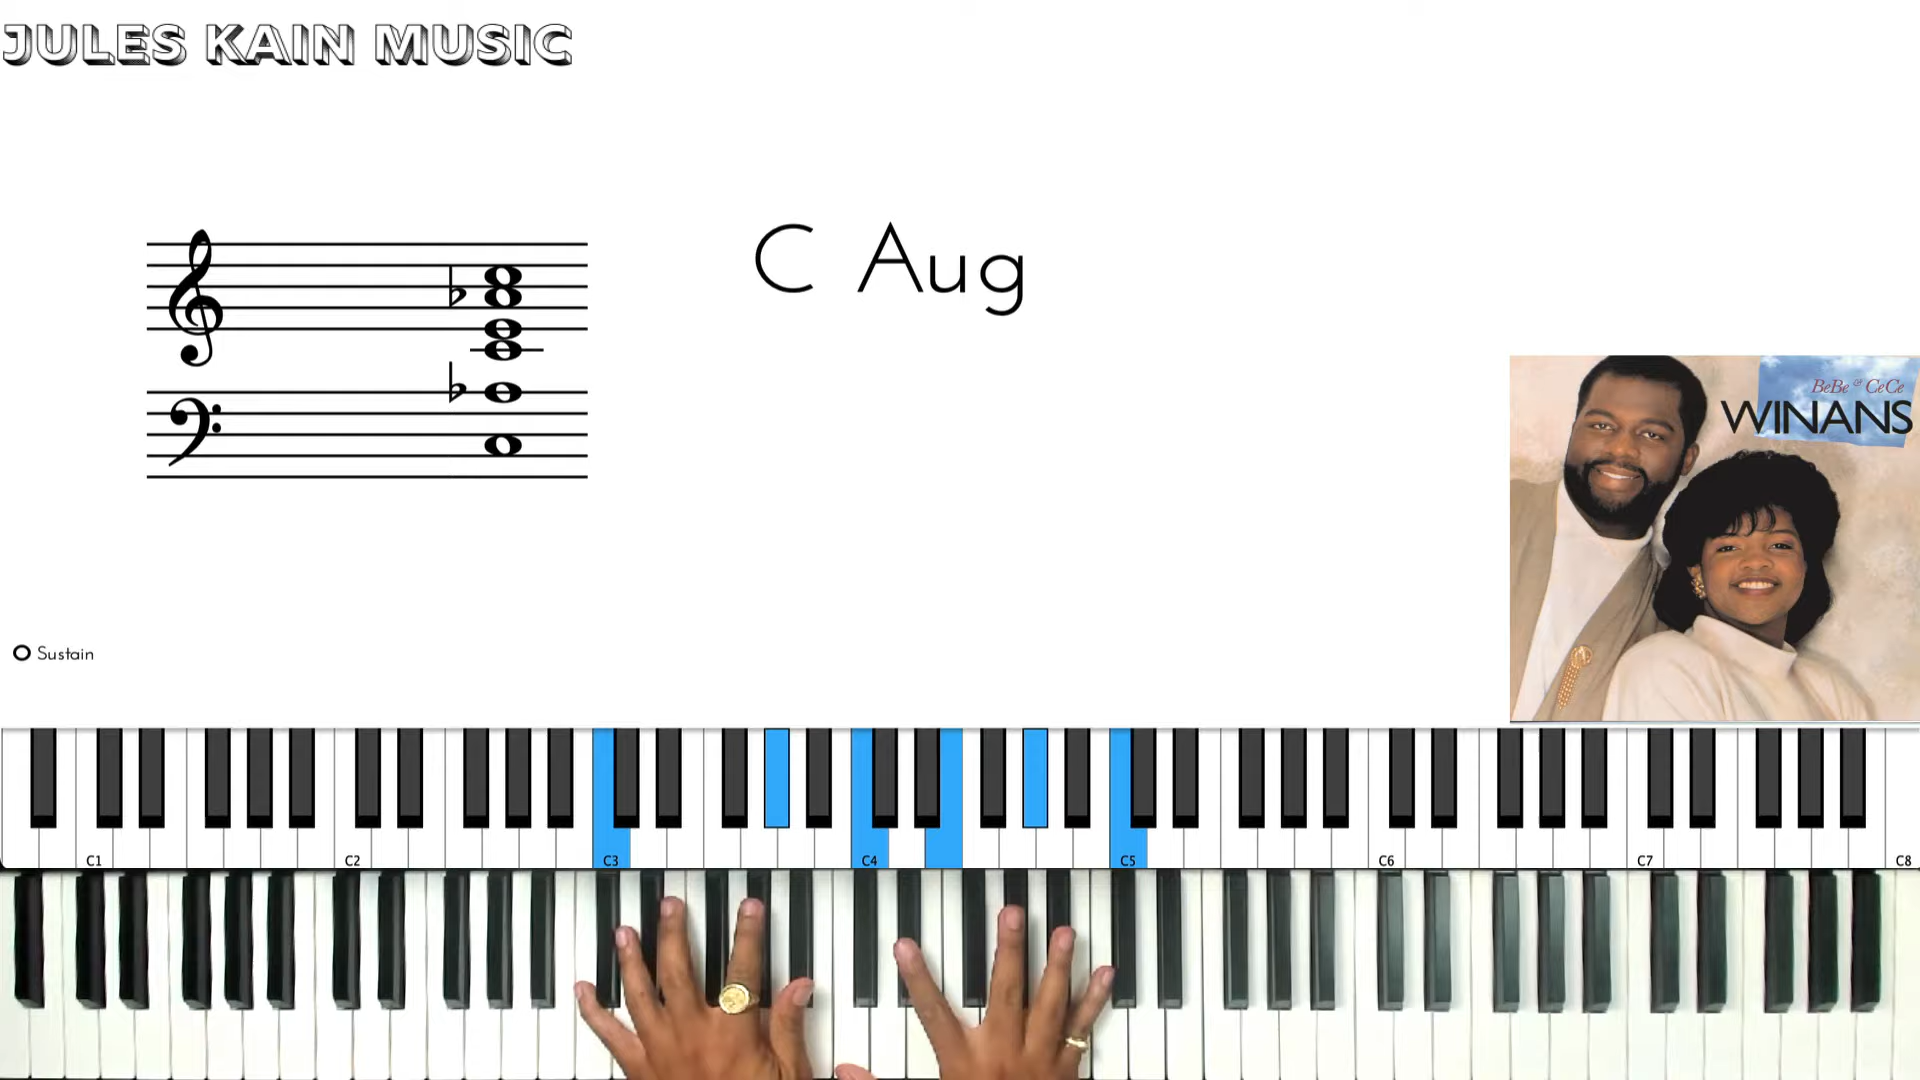 JULES KAIN MUSIC
C Aug
BeBe & CeCe
WINANS
Sustain
C1 C2 C3 C4 C5 C6 C7 C8